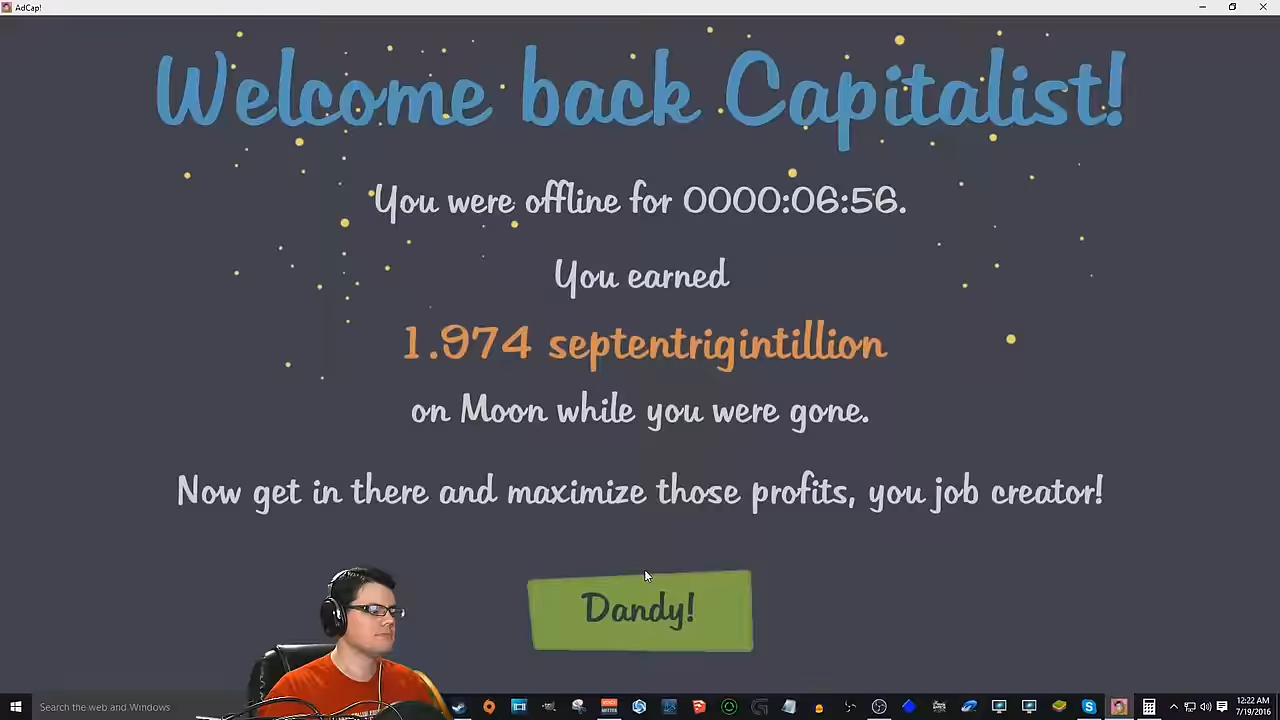 AdCap!
Welcome back Capitalist!
You were offline for 0000:06:56.
You earned
1.974 septentrigintillion
on Moon while you were gone.
Now get in there and maximize those profits, you job creator!
Dandy!
Search the web and Windows
12:22 AM
7/19/2016